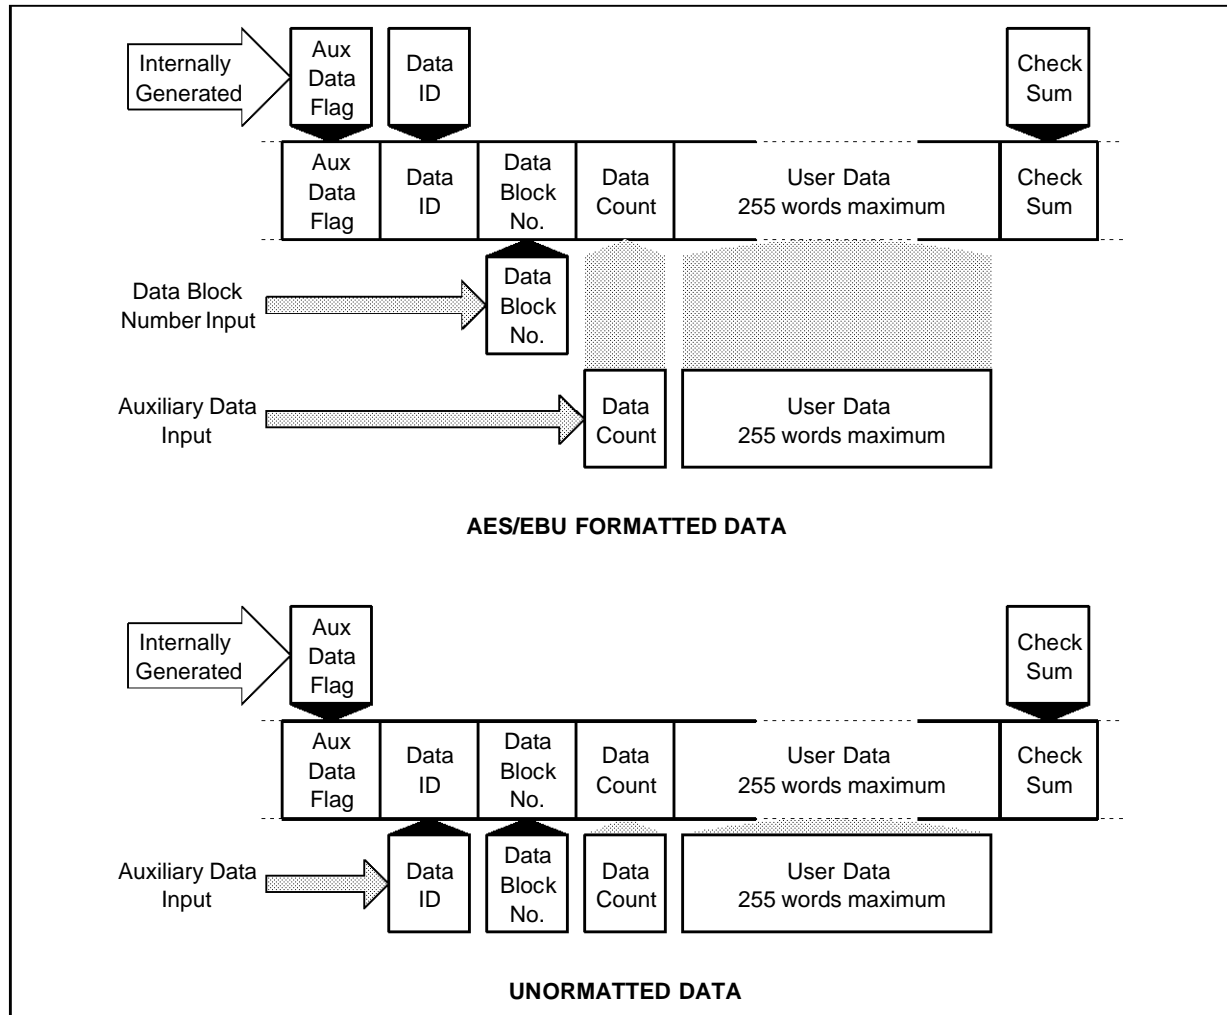 Internally
Generated
Aux
Data
Flag
Data
ID
Check
Sum
Aux
Data
Flag
Data
ID
Data
Block
No.
Data
Count
User Data
255 words maximum
Check
Sum
Data Block
Number Input
Data
Block
No.
Auxiliary Data
Input
Data
Count
User Data
255 words maximum
AES/EBU FORMATTED DATA
Internally
Generated
Aux
Data
Flag
Check
Sum
Aux
Data
Flag
Data
ID
Data
Block
No.
Data
Count
User Data
255 words maximum
Check
Sum
Auxiliary Data
Input
Data
ID
Data
Block
No.
Data
Count
User Data
255 words maximum
UNORMATTED DATA